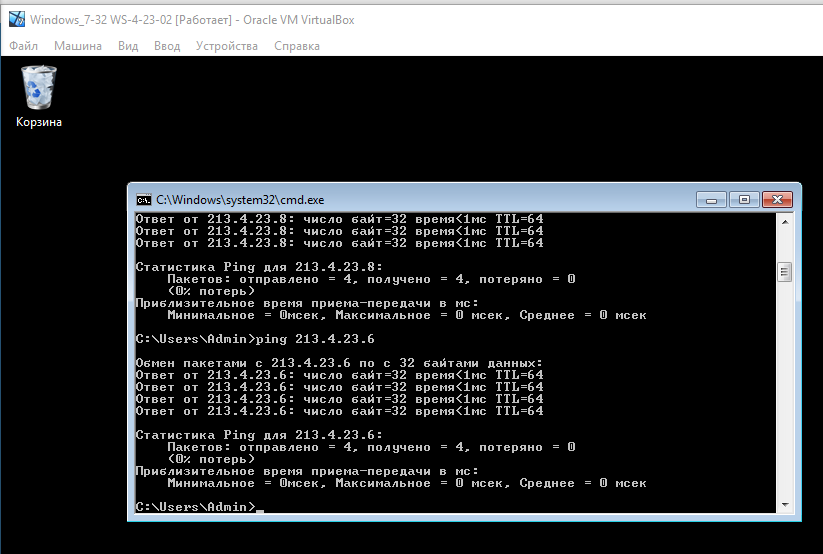 Windows_7-32 WS-4-23-02 [Работает] - Oracle VM VirtualBox
Файл Машина Вид Ввод Устройства Справка
Корзина
C:\Windows\system32\cmd.exe
Ответ от 213.4.23.8: число байт=32 время<1мс TTL=64
Ответ от 213.4.23.8: число байт=32 время<1мс TTL=64
Ответ от 213.4.23.8: число байт=32 время<1мс TTL=64
Статистика Ping для 213.4.23.8:
Пакетов: отправлено = 4, получено = 4, потеряно = 0
(0% потерь)
Приблизительное время приема-передачи в мс:
Минимальное = 0мсек, Максимальное = 0 мсек, Среднее = 0 мсек
C:\Users\Admin>ping 213.4.23.6
Обмен пакетами с 213.4.23.6 по с 32 байтами данных:
Ответ от 213.4.23.6: число байт=32 время<1мс TTL=64
Ответ от 213.4.23.6: число байт=32 время<1мс TTL=64
Ответ от 213.4.23.6: число байт=32 время<1мс TTL=64
Ответ от 213.4.23.6: число байт=32 время<1мс TTL=64
Статистика Ping для 213.4.23.6:
Пакетов: отправлено = 4, получено = 4, потеряно = 0
(0% потерь)
Приблизительное время приема-передачи в мс:
Минимальное = 0мсек, Максимальное = 0 мсек, Среднее = 0 мсек
C:\Users\Admin>_